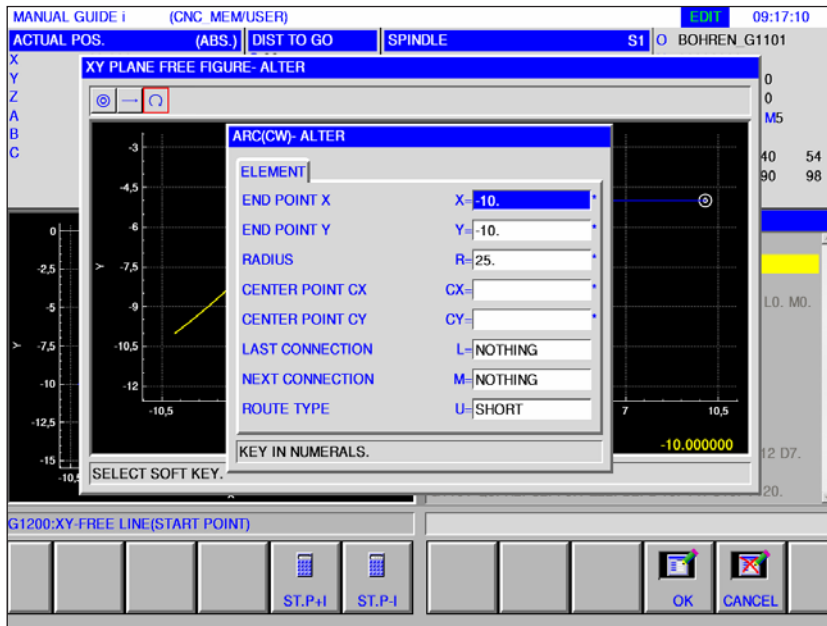 MANUAL GUIDE i (CNC_MEM/USER) EDIT 09:17:10
ACTUAL POS. (ABS.) DIST TO GO SPINDLE S1 O BOHREN_G1101
X
Y
Z
A
B
C
0
0
M5
40 54
90 98
XY PLANE FREE FIGURE- ALTER
ARC(CW)- ALTER
ELEMENT
END POINT X X= -10. *
END POINT Y Y= -10. *
RADIUS R= 25. *
CENTER POINT CX CX= *
CENTER POINT CY CY= *
LAST CONNECTION L= NOTHING
NEXT CONNECTION M= NOTHING
ROUTE TYPE U= SHORT
KEY IN NUMERALS.
-3
-4,5
-6
-7,5
-9
-10,5
-12
Y
-10,5 7 10,5
-10.000000
SELECT SOFT KEY.
0
-2,5
-5
-7,5
-10
-12,5
-15
Y
L0. M0.
12 D7.
20.
G1200:XY-FREE LINE(START POINT)
ST.P+I ST.P-I OK CANCEL